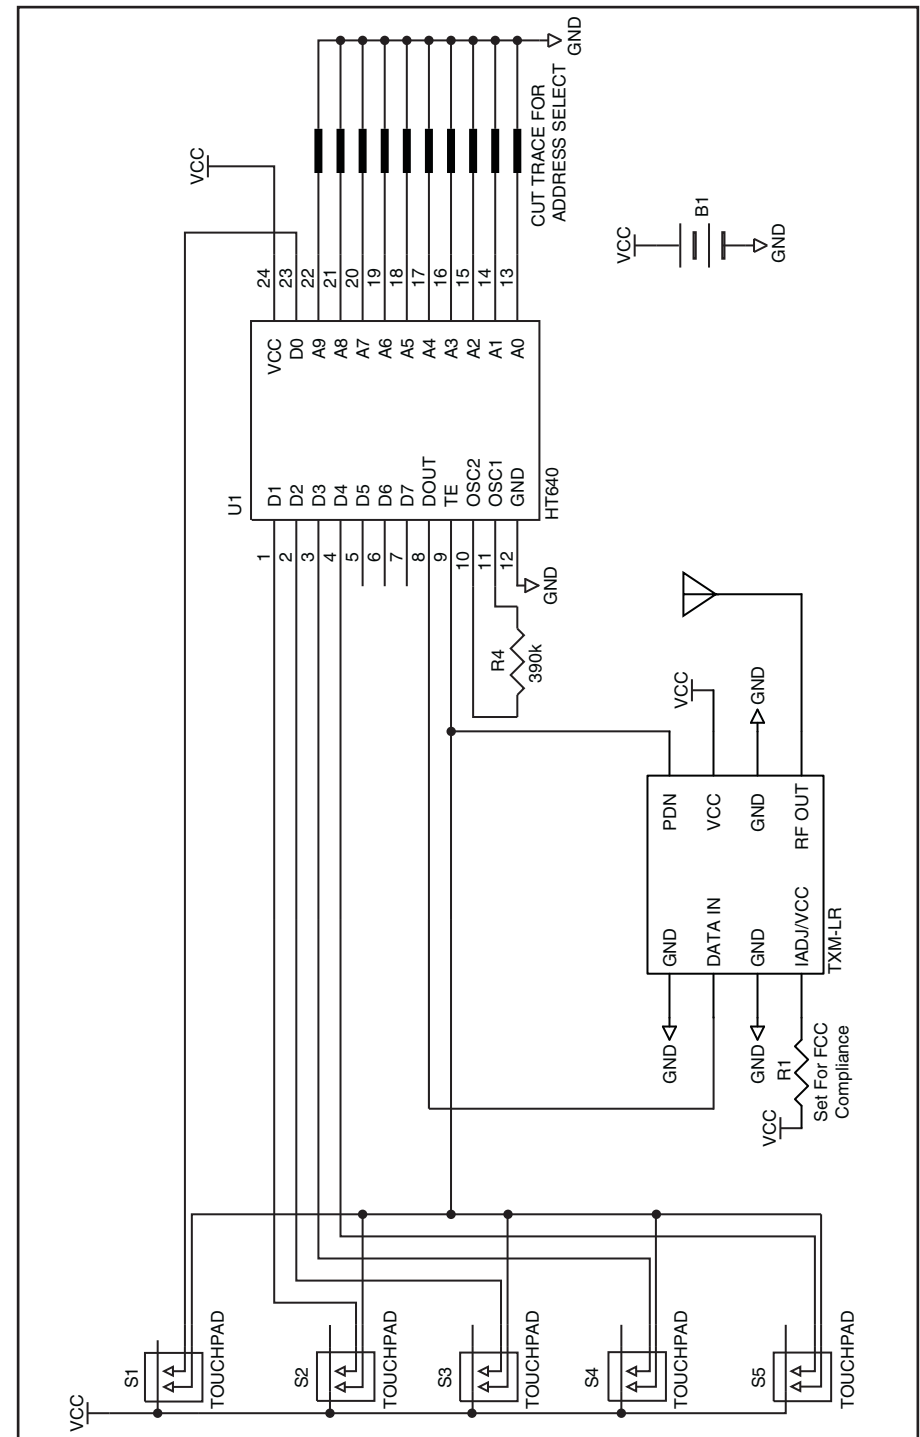 VCC
S1
TOUCHPAD
S2
TOUCHPAD
S3
TOUCHPAD
S4
TOUCHPAD
S5
TOUCHPAD
U1
HT640
1 D1
2 D2
3 D3
4 D4
5 D5
6 D6
7 D7
8 DOUT
9 TE
10 OSC2
11 OSC1
12 GND
VCC 24
D0 23
A9 22
A8 21
A7 20
A6 19
A5 18
A4 17
A3 16
A2 15
A1 14
A0 13
VCC
GND
CUT TRACE FOR
ADDRESS SELECT
GND
R4
390k
VCC
B1
GND
GND
GND
VCC
R1
Set For FCC
Compliance
GND
DATA IN
GND
IADJ/VCC
TXM-LR
PDN
VCC
GND
RF OUT
VCC
GND